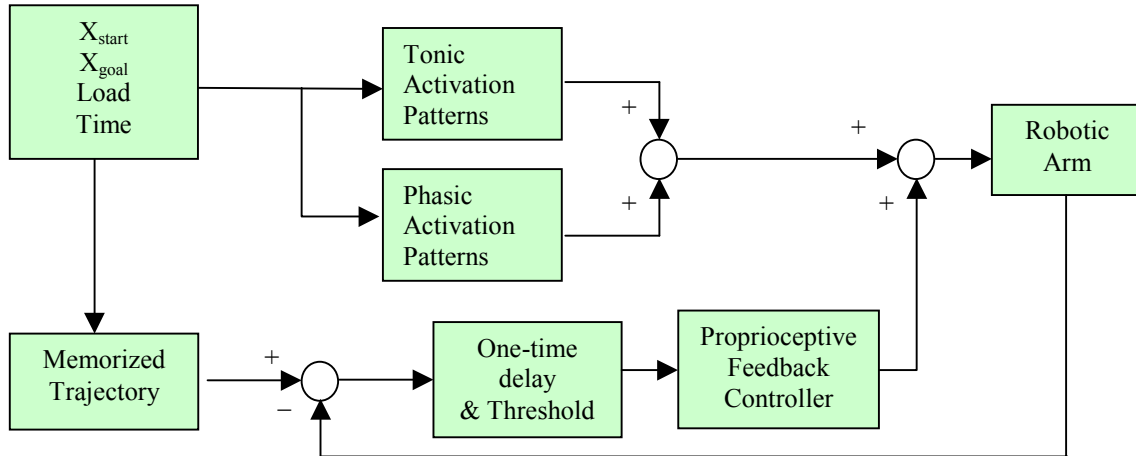 X_start
X_goal
Load
Time
Tonic
Activation
Patterns
+
+
Phasic
Activation
Patterns
+
+
Robotic
Arm
Memorized
Trajectory
+
−
One-time
delay
& Threshold
Proprioceptive
Feedback
Controller